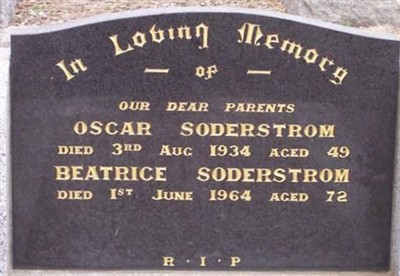 In Loving Memory
— OF —
OUR DEAR PARENTS
OSCAR SODERSTROM
DIED 3RD AUG 1934 AGED 49
BEATRICE SODERSTROM
DIED 1ST JUNE 1964 AGED 72
R · I · P